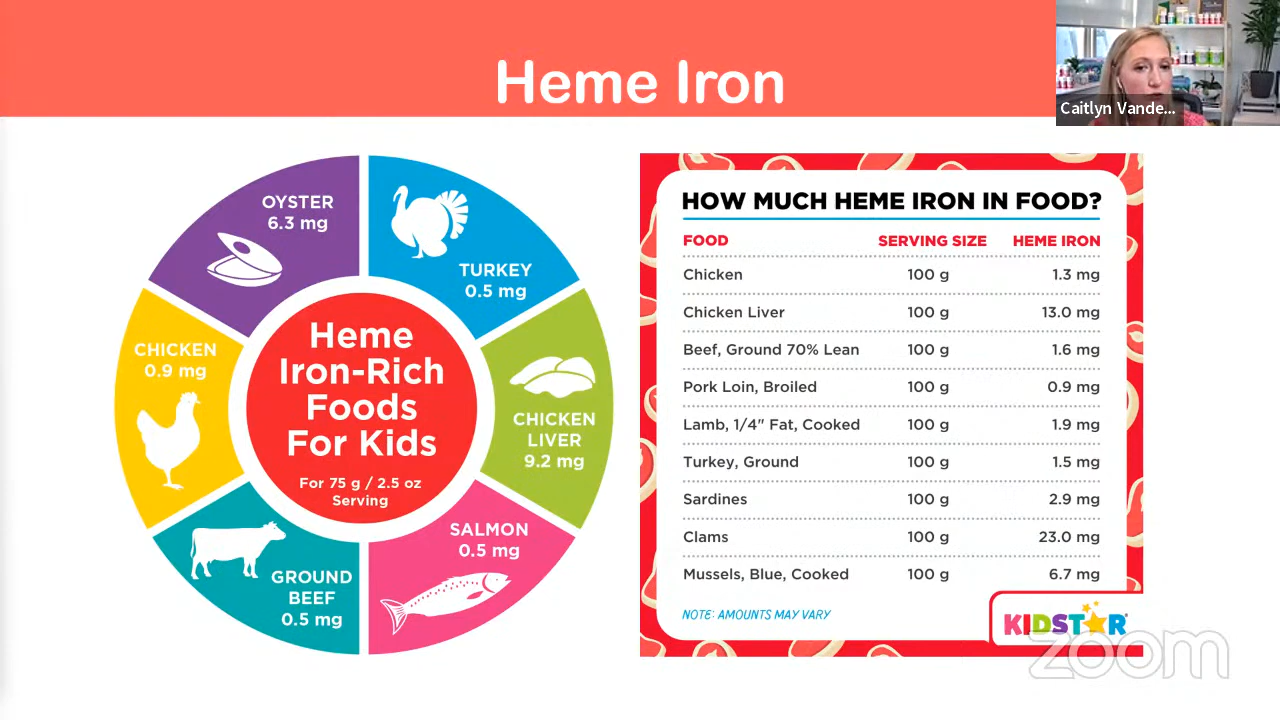 Heme Iron
Caitlyn Vande...
OYSTER
6.3 mg
TURKEY
0.5 mg
CHICKEN
0.9 mg
CHICKEN
LIVER
9.2 mg
GROUND
BEEF
0.5 mg
SALMON
0.5 mg
Heme
Iron-Rich
Foods
For Kids
For 75 g / 2.5 oz
Serving
HOW MUCH HEME IRON IN FOOD?
FOOD SERVING SIZE HEME IRON
Chicken 100 g 1.3 mg
Chicken Liver 100 g 13.0 mg
Beef, Ground 70% Lean 100 g 1.6 mg
Pork Loin, Broiled 100 g 0.9 mg
Lamb, 1/4" Fat, Cooked 100 g 1.9 mg
Turkey, Ground 100 g 1.5 mg
Sardines 100 g 2.9 mg
Clams 100 g 23.0 mg
Mussels, Blue, Cooked 100 g 6.7 mg
NOTE: AMOUNTS MAY VARY
KIDSTAR
zoom